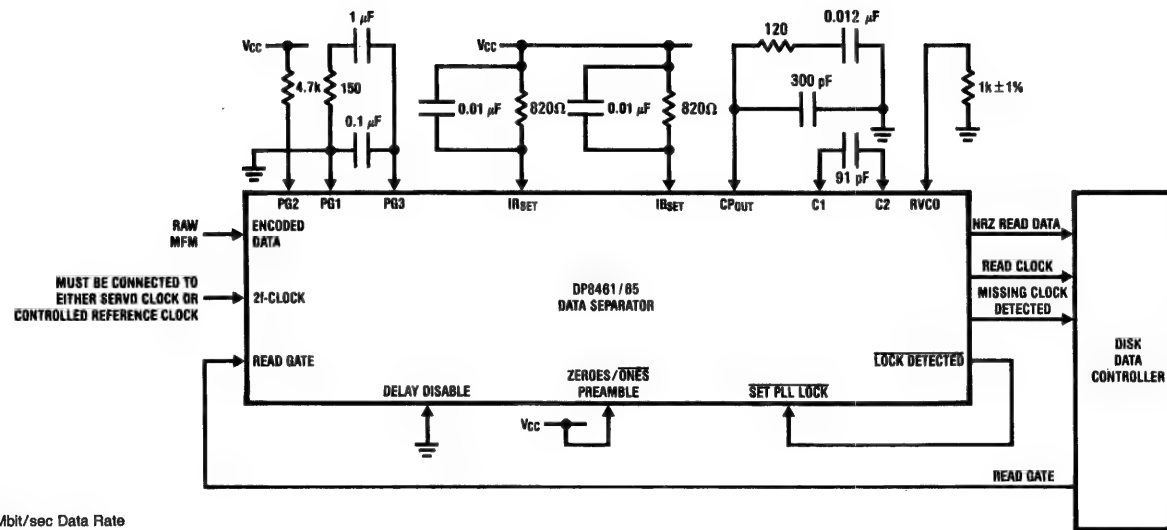 1 µF
0.012 µF
120
VCC
VCC
300 pF
4.7k
150
0.01 µF
820Ω
0.01 µF
820Ω
1k±1%
0.1 µF
91 pF
PG2
PG1
PG3
IRSET
IBSET
CPOUT
C1
C2
RVCO
RAW
MFM
ENCODED
DATA
NRZ READ DATA
READ CLOCK
MUST BE CONNECTED TO
EITHER SERVO CLOCK OR
CONTROLLED REFERENCE CLOCK
2f-CLOCK
DP8461/65
DATA SEPARATOR
MISSING CLOCK
DETECTED
DISK
DATA
CONTROLLER
READ GATE
LOCK DETECTED
DELAY DISABLE
ZEROES/ONES
PREAMBLE
SET PLL LOCK
VCC
READ GATE
Mbit/sec Data Rate